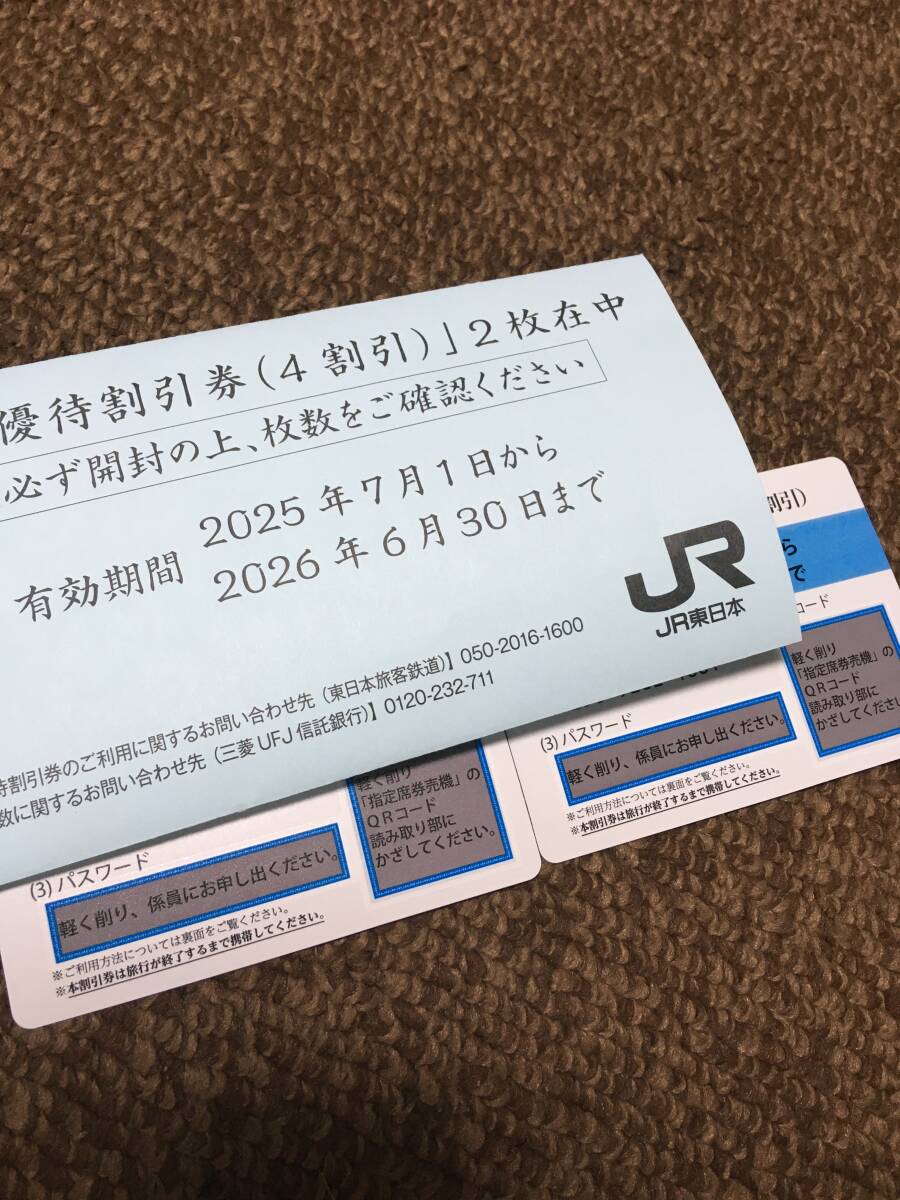 優待割引券(4割引)」2枚在中
必ず開封の上、枚数をご確認ください
有効期間
2025年7月1日から
2026年6月30日まで
JR
JR東日本
待割引券のご利用に関するお問い合わせ先(東日本旅客鉄道)】050-2016-1600
数に関するお問い合わせ先(三菱UFJ信託銀行)】0120-232-711
割引)
ら
で
コード
軽く削り
「指定席券売機」の
QRコード
読み取り部に
かざしてください。
(3)パスワード
軽く削り、係員にお申し出ください。
※ご利用方法については裏面をご覧ください。
※本割引券は旅行が終了するまで携帯してください。
軽く削り
「指定席券売機」の
QRコード
読み取り部に
かざしてください。
(3)パスワード
軽く削り、係員にお申し出ください。
※ご利用方法については裏面をご覧ください。
※本割引券は旅行が終了するまで携帯してください。